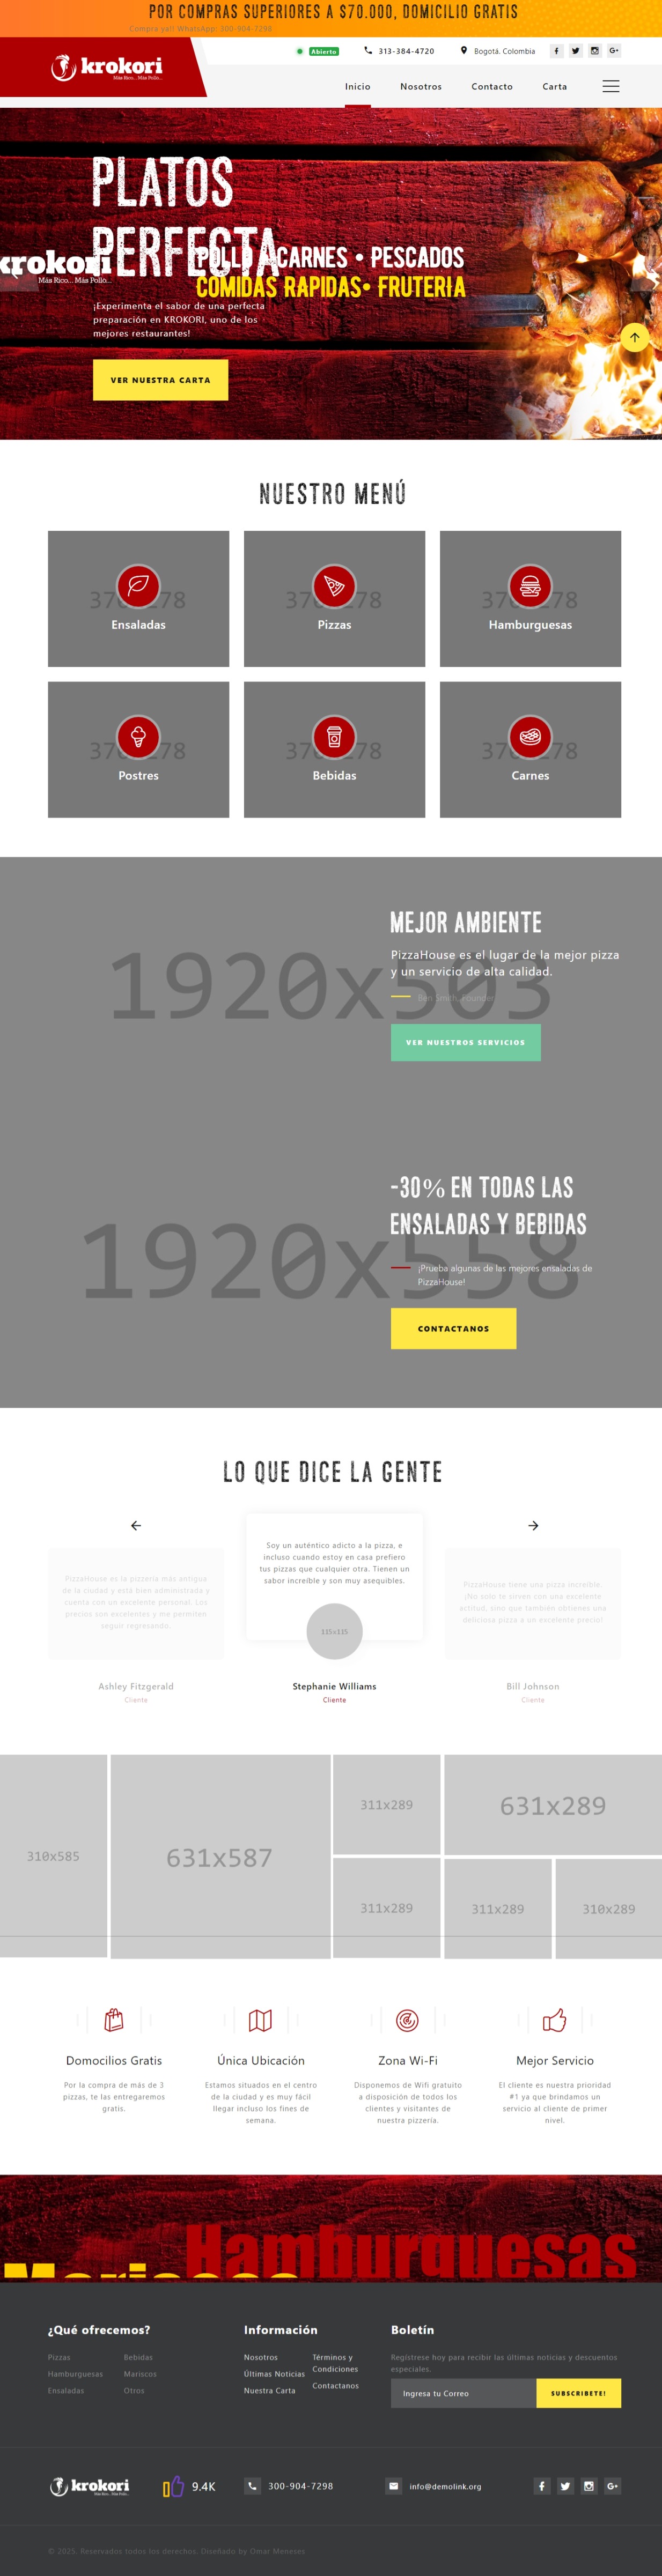 POR COMPRAS SUPERIORES A $70.000, DOMICILIO GRATIS
Compra ya!! WhatsApp: 300-904-7298
krokori
Más Rico... Más Pollo...
Abierto
313-384-4720
Bogotá, Colombia
G+
Inicio
Nosotros
Contacto
Carta
PLATOS
PERFECTA
krokori
Más Rico... Más Pollo...
POLLO CARNES • PESCADOS
COMIDAS RAPIDAS• FRUTERIA
¡Experimenta el sabor de una perfecta
preparación en KROKORI, uno de los
mejores restaurantes!
VER NUESTRA CARTA
NUESTRO MENÚ
Ensaladas
Pizzas
Hamburguesas
Postres
Bebidas
Carnes
1920x503
MEJOR AMBIENTE
PizzaHouse es el lugar de la mejor pizza
y un servicio de alta calidad.
Ben Smith, Founder
VER NUESTROS SERVICIOS
1920x558
-30% EN TODAS LAS
ENSALADAS Y BEBIDAS
¡Prueba algunas de las mejores ensaladas de
PizzaHouse!
CONTACTANOS
LO QUE DICE LA GENTE
PizzaHouse es la pizzería más antigua
de la ciudad y está bien administrada y
cuenta con un excelente personal. Los
precios son excelentes y me permiten
seguir regresando.
Ashley Fitzgerald
Cliente
Soy un auténtico adicto a la pizza, e
incluso cuando estoy en casa prefiero
tus pizzas que cualquier otra. Tienen un
sabor increíble y son muy asequibles.
115x115
Stephanie Williams
Cliente
PizzaHouse tiene una pizza increíble.
¡No solo te sirven con una excelente
actitud, sino que también obtienes una
deliciosa pizza a un excelente precio!
Bill Johnson
Cliente
310x585
631x587
311x289
631x289
311x289
311x289
310x289
Domocilios Gratis
Por la compra de más de 3
pizzas, te las entregaremos
gratis.
Única Ubicación
Estamos situados en el centro
de la ciudad y es muy fácil
llegar incluso los fines de
semana.
Zona Wi-Fi
Disponemos de Wifi gratuito
a disposición de todos los
clientes y visitantes de
nuestra pizzería.
Mejor Servicio
El cliente es nuestra prioridad
#1 ya que brindamos un
servicio al cliente de primer
nivel.
Hamburguesas
Mariscos
¿Qué ofrecemos?
Pizzas
Bebidas
Hamburguesas
Mariscos
Ensaladas
Otros
Información
Nosotros
Últimas Noticias
Nuestra Carta
Términos y
Condiciones
Contactanos
Boletín
Regístrese hoy para recibir las últimas noticias y descuentos
especiales.
Ingresa tu Correo
SUBSCRIBETE!
krokori
Más Rico... Más Pollo...
9.4K
300-904-7298
info@demolink.org
G+
© 2025. Reservados todos los derechos. Diseñado by Omar Meneses